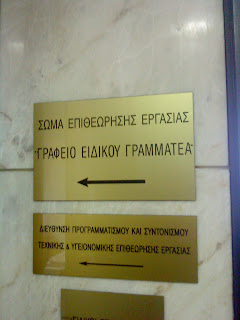 ΣΩΜΑ ΕΠΙΘΕΩΡΗΣΗΣ ΕΡΓΑΣΙΑΣ
"ΓΡΑΦΕΙΟ ΕΙΔΙΚΟΥ ΓΡΑΜΜΑΤΕΑ"
ΔΙΕΥΘΥΝΣΗ ΠΡΟΓΡΑΜΜΑΤΙΣΜΟΥ ΚΑΙ ΣΥΝΤΟΝΙΣΜΟΥ
ΤΕΧΝΙΚΗΣ & ΥΓΕΙΟΝΟΜΙΚΗΣ ΕΠΙΘΕΩΡΗΣΗΣ ΕΡΓΑΣΙΑΣ